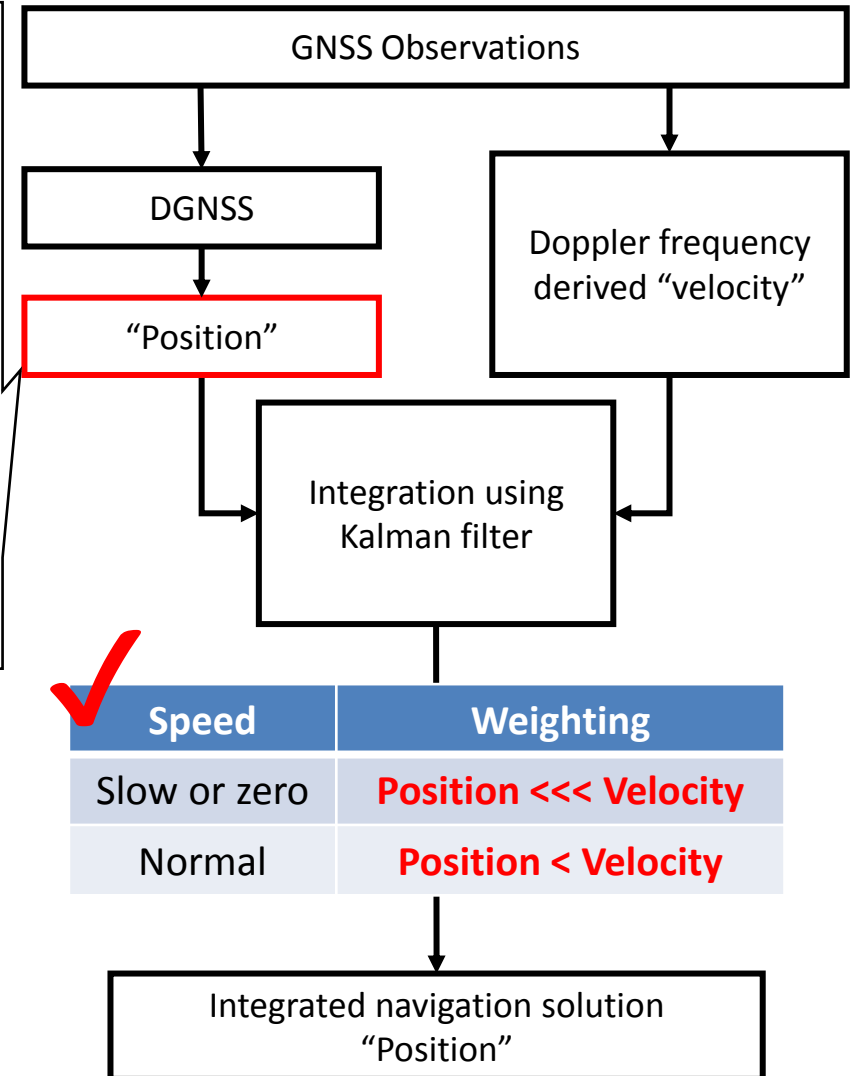 GNSS Observations
DGNSS
“Position”
Doppler frequency
derived “velocity”
Integration using
Kalman filter
Speed Weighting
Slow or zero Position <<< Velocity
Normal Position < Velocity
Integrated navigation solution
“Position”